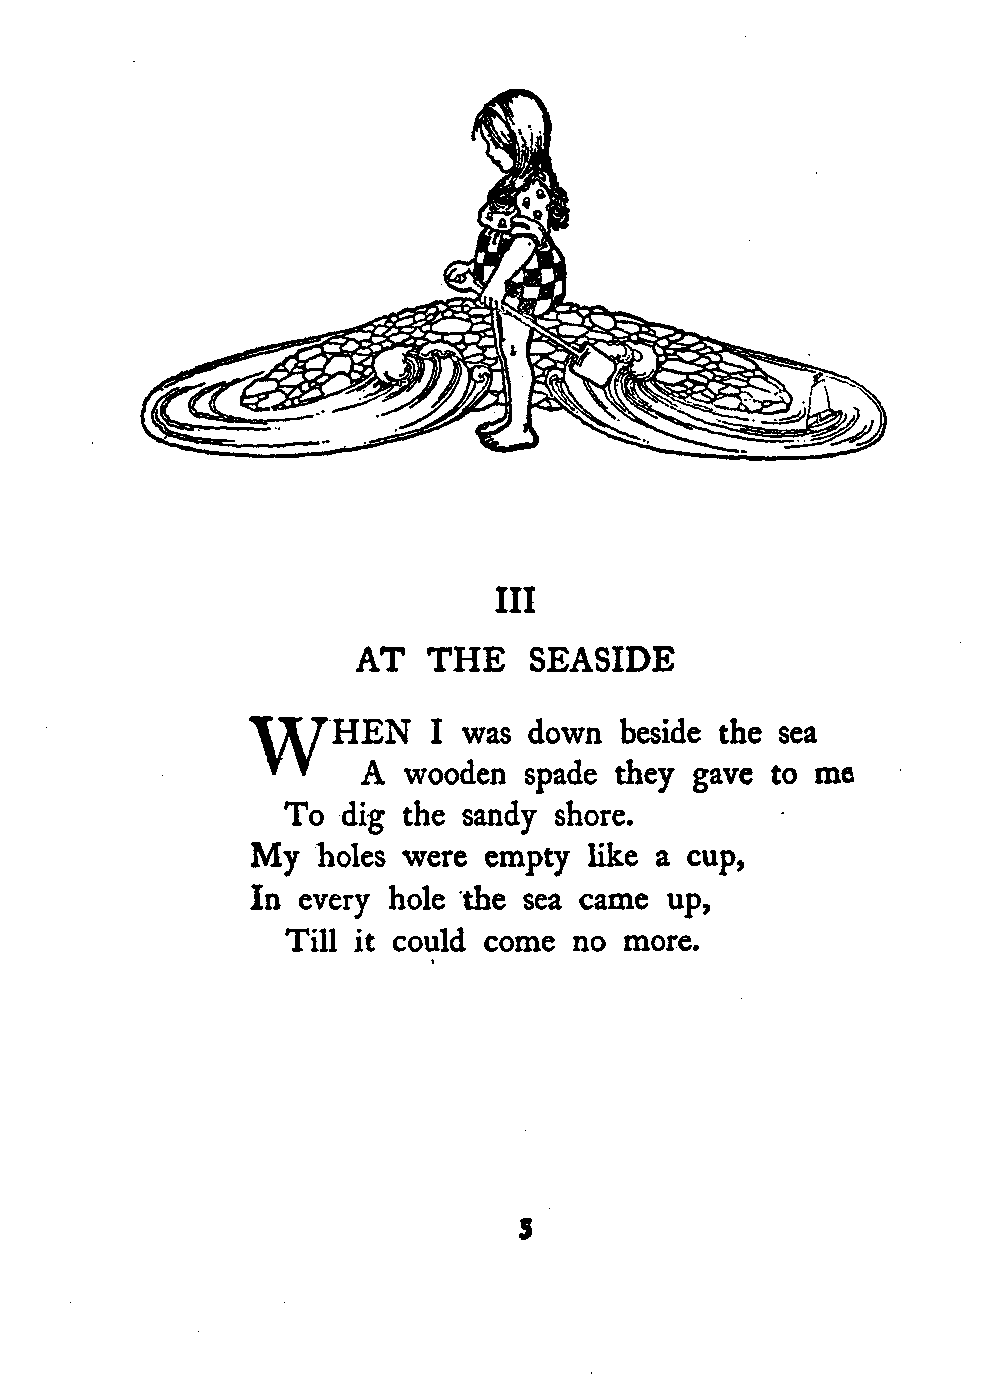 III
AT THE SEASIDE
WHEN I was down beside the sea
A wooden spade they gave to me
To dig the sandy shore.
My holes were empty like a cup,
In every hole the sea came up,
Till it could come no more.
5